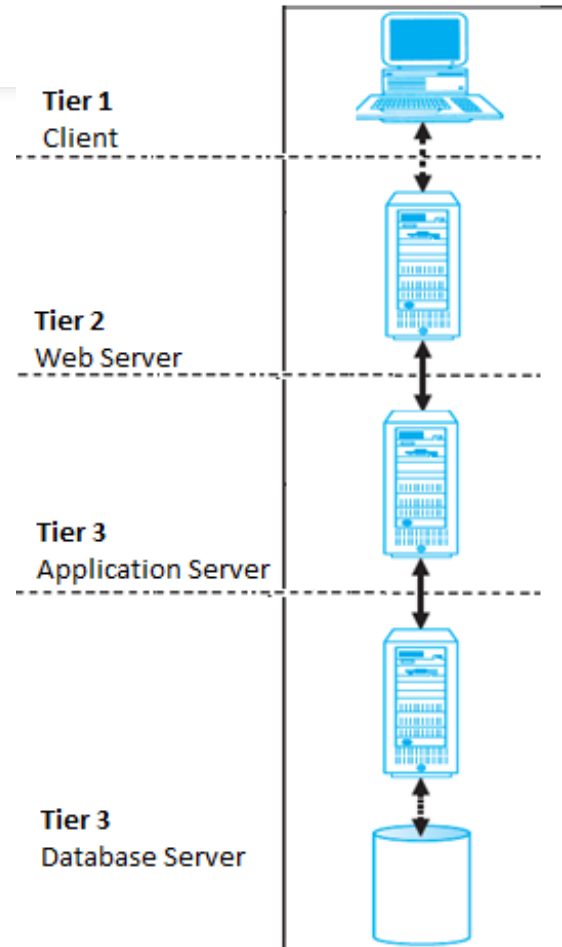 Tier 1
Client
Tier 2
Web Server
Tier 3
Application Server
Tier 3
Database Server